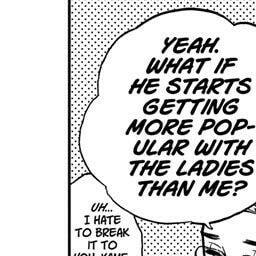 YEAH.
WHAT IF
HE STARTS
GETTING
MORE POP-
ULAR WITH
THE LADIES
THAN ME?
UH...
I HATE
TO BREAK
IT TO